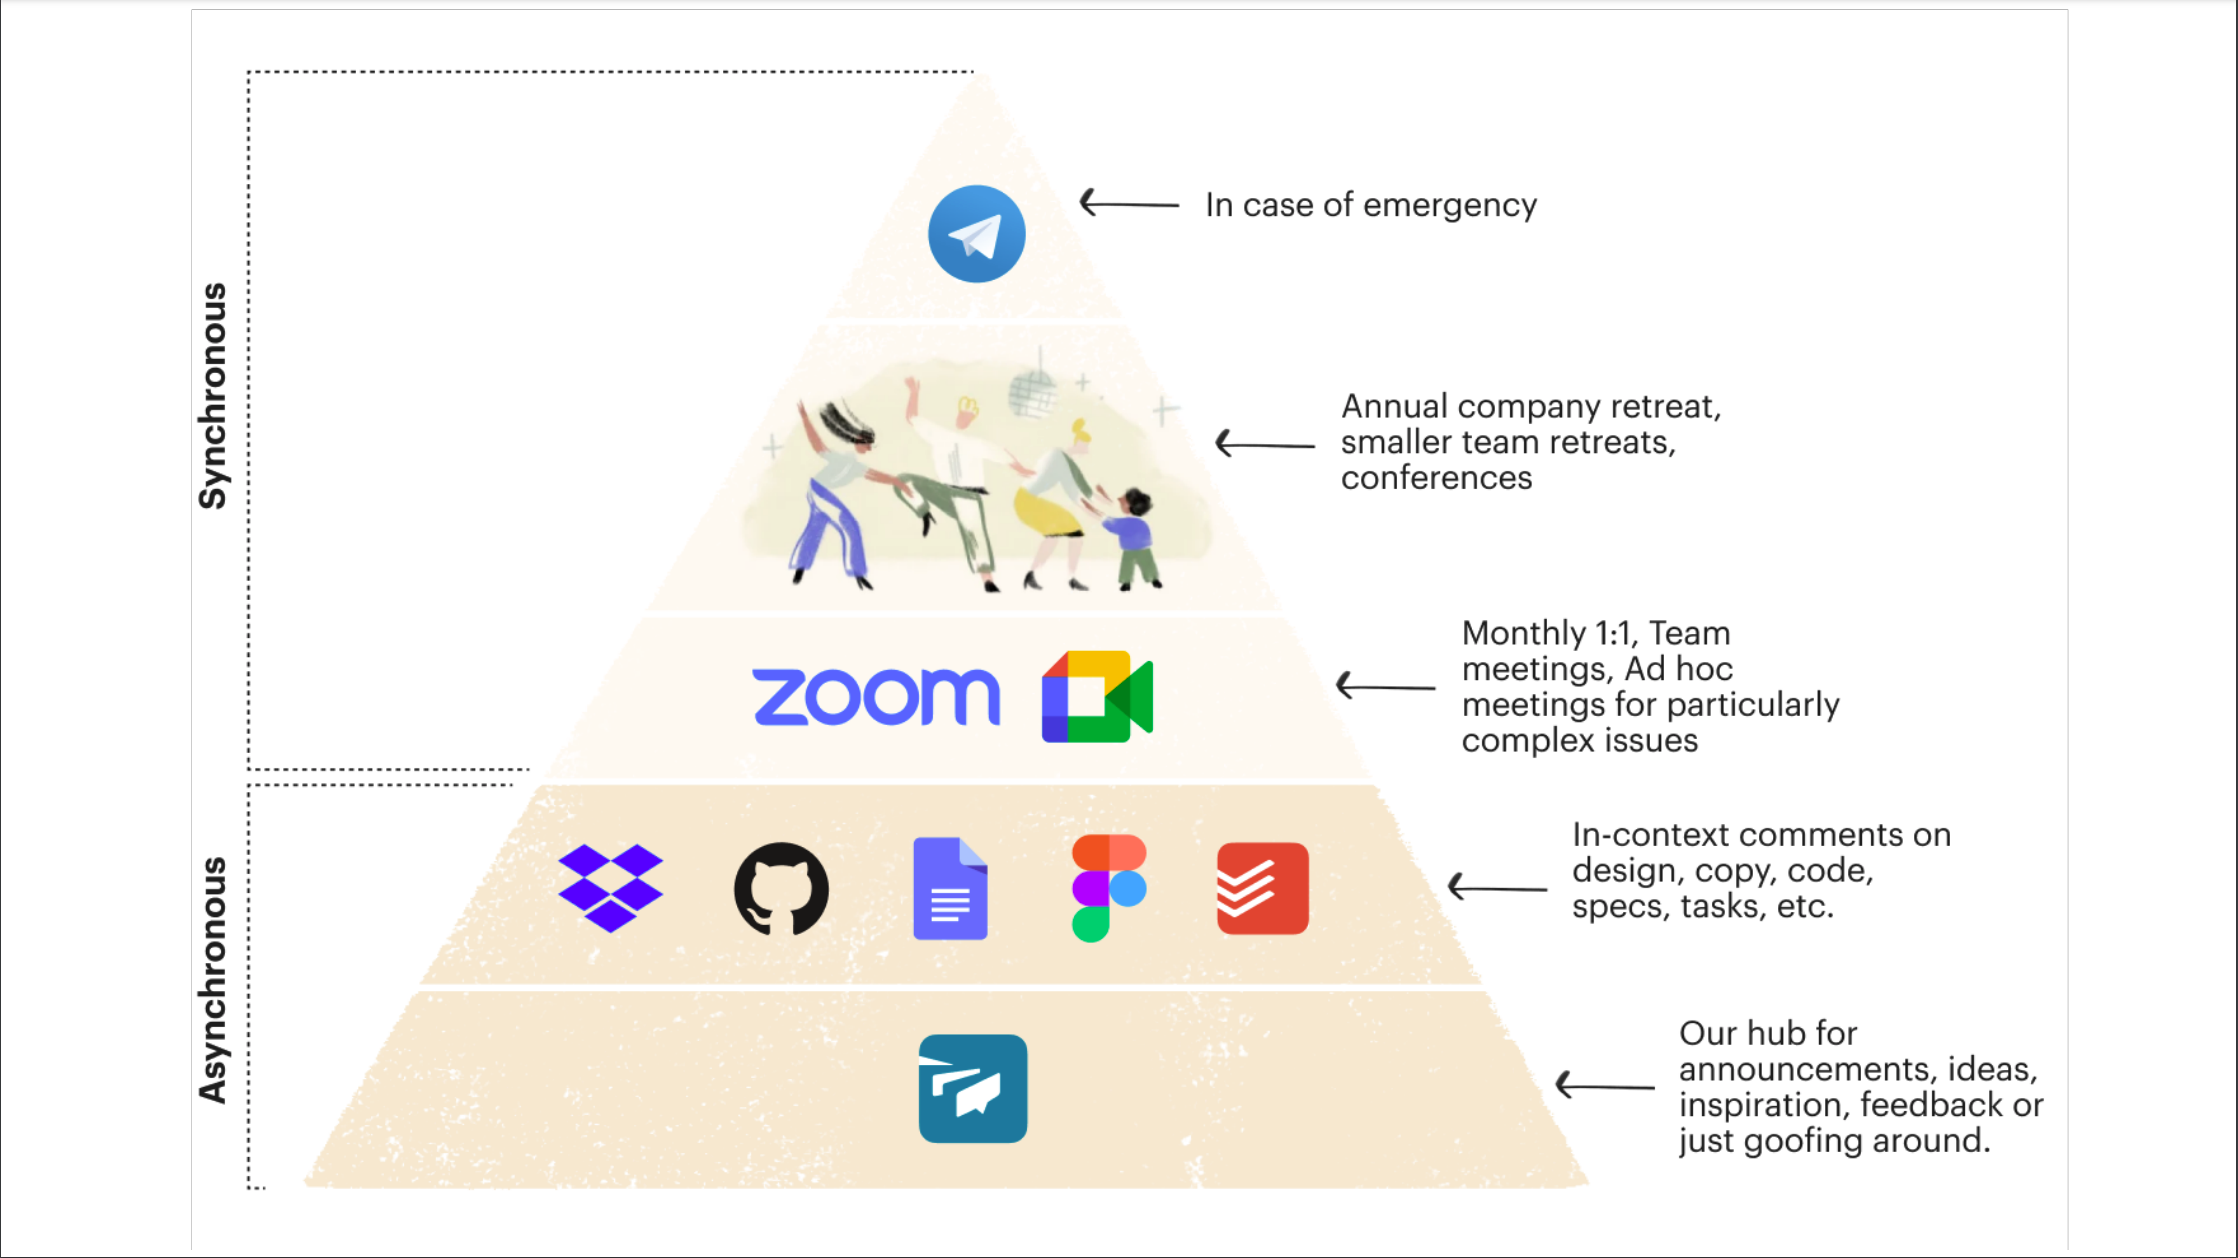 Synchronous
In case of emergency
Annual company retreat,
smaller team retreats,
conferences
zoom
Monthly 1:1, Team
meetings, Ad hoc
meetings for particularly
complex issues
Asynchronous
In-context comments on
design, copy, code,
specs, tasks, etc.
Our hub for
announcements, ideas,
inspiration, feedback or
just goofing around.